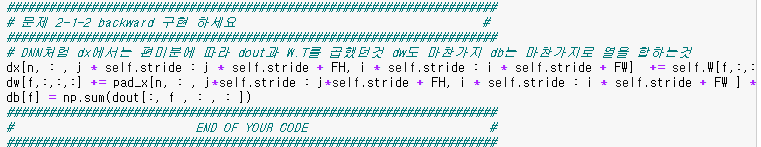 ##################################################################
# 문제 2-1-2 backward 구현 하세요 #
##################################################################
# DNN처럼 dx에서는 편미분에 따라 dout과 W.T를 곱했던것 dw도 마찬가지 db는 마찬가지로 열을 합하는것
dx[n, : , j * self.stride : j * self.stride + FH, i * self.stride : i * self.stride + FW] += self.W[f,:,:
dw[f,:,:,:] += pad_x[n, : , j*self.stride : j*self.stride + FH, i * self.stride : i * self.stride + FW ] *
db[f] = np.sum(dout[:, f , : , : ])
##################################################################
# END OF YOUR CODE #
##################################################################